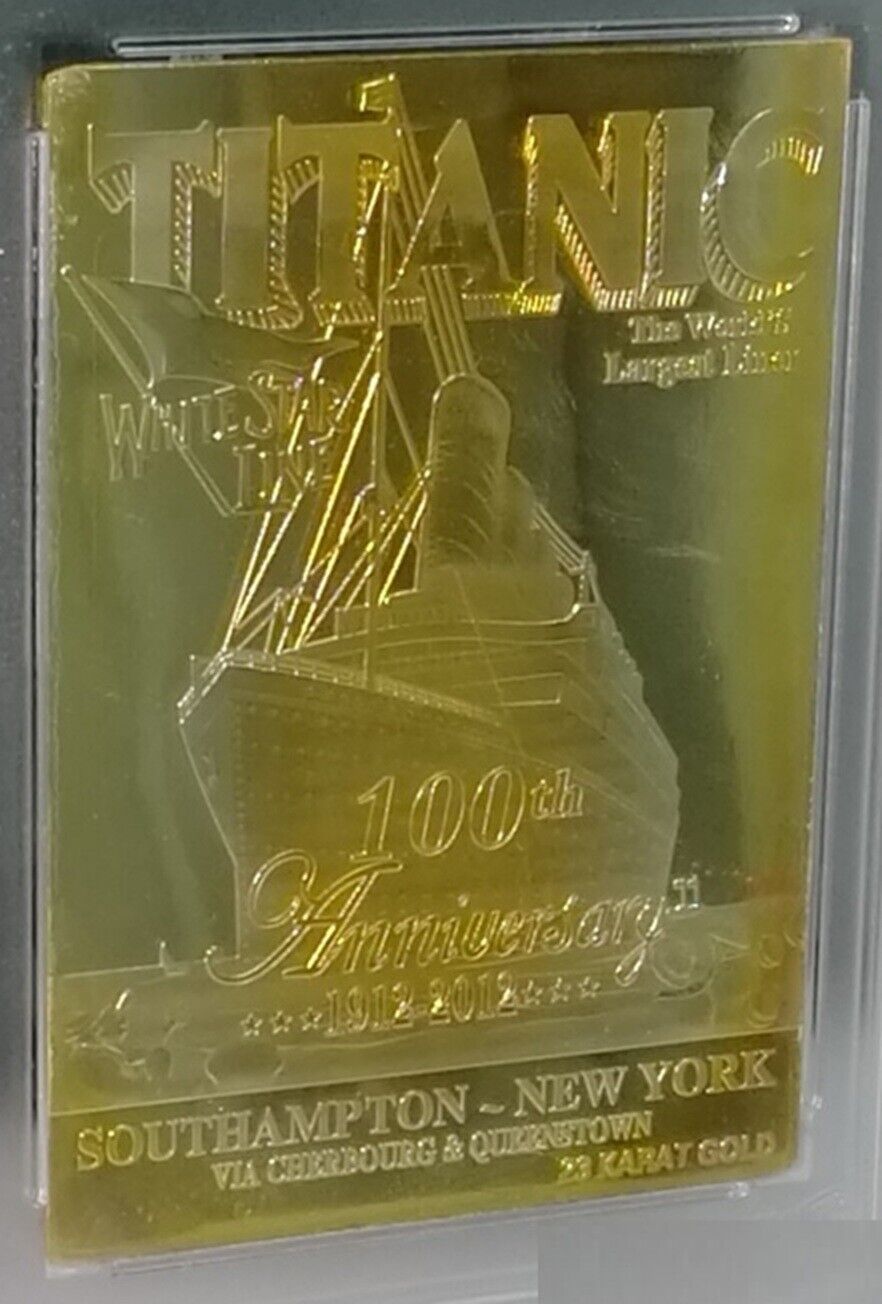 TITANIC
The World's
Largest Liner
WHITE STAR
LINE
100th
Anniversary
***1912-2012***
SOUTHAMPTON ~ NEW YORK
VIA CHERBOURG & QUEENSTOWN
23 KARAT GOLD